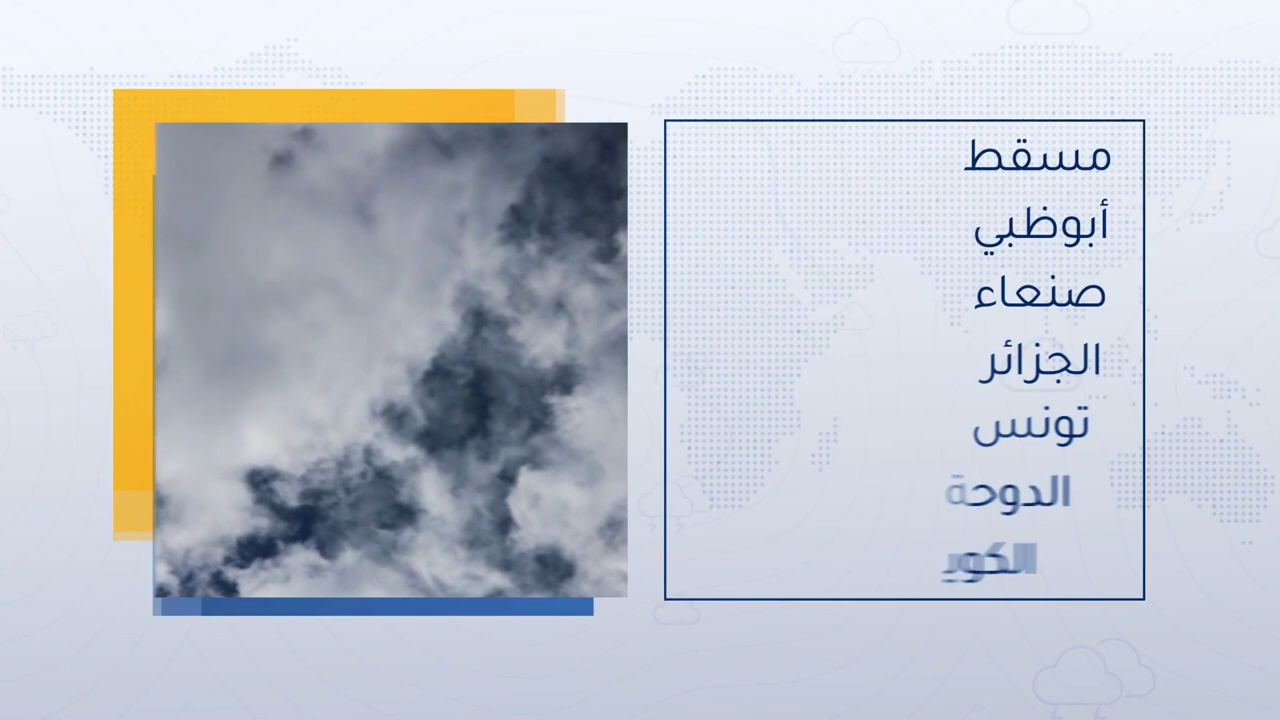 مسقط
أبوظبي
صنعاء
الجزائر
تونس
الدوحة